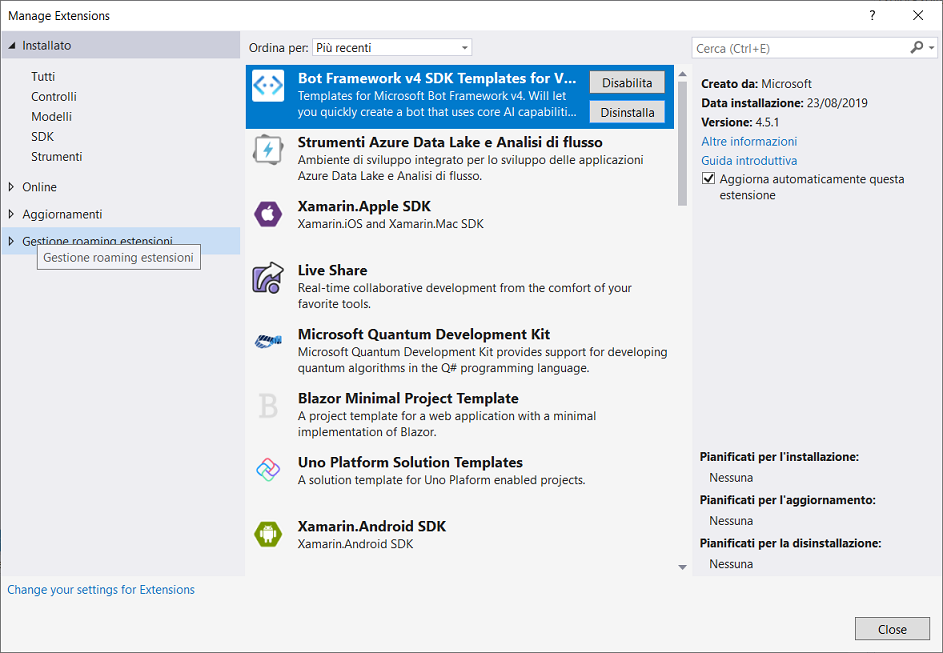 Manage Extensions
?
Installato
Tutti
Controlli
Modelli
SDK
Strumenti
Online
Aggiornamenti
Gestione roaming estensioni
Gestione roaming estensioni
Change your settings for Extensions
Ordina per: Più recenti
Bot Framework v4 SDK Templates for V...
Templates for Microsoft Bot Framework v4. Will let
you quickly create a bot that uses core AI capabiliti...
Disabilita
Disinstalla
Strumenti Azure Data Lake e Analisi di flusso
Ambiente di sviluppo integrato per lo sviluppo delle applicazioni
Azure Data Lake e Analisi di flusso.
Xamarin.Apple SDK
Xamarin.iOS and Xamarin.Mac SDK
Live Share
Real-time collaborative development from the comfort of your
favorite tools.
Microsoft Quantum Development Kit
Microsoft Quantum Development Kit provides support for developing
quantum algorithms in the Q# programming language.
B
Blazor Minimal Project Template
A project template for a web application with a minimal
implementation of Blazor.
Uno Platform Solution Templates
A solution template for Uno Plaform enabled projects.
Xamarin.Android SDK
Xamarin.Android SDK
Cerca (Ctrl+E)
Creato da: Microsoft
Data installazione: 23/08/2019
Versione: 4.5.1
Altre informazioni
Guida introduttiva
Aggiorna automaticamente questa
estensione
Pianificati per l'installazione:
Nessuna
Pianificati per l'aggiornamento:
Nessuna
Pianificati per la disinstallazione:
Nessuna
Close